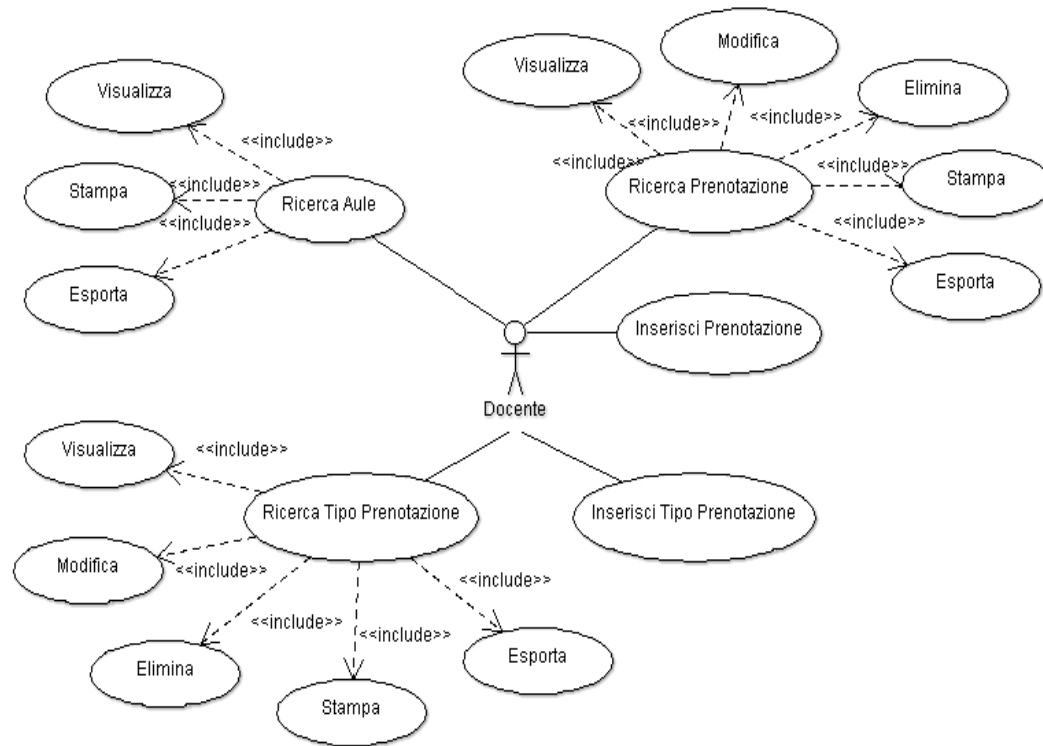 Visualizza
<<include>>
Stampa
<<include>>
Ricerca Aule
<<include>>
Esporta
Visualizza
Modifica
Elimina
<<include>>
<<include>>
<<include>>
Ricerca Prenotazione
<<include>>
Stampa
<<include>>
Esporta
Inserisci Prenotazione
Docente
Visualizza
<<include>>
Ricerca Tipo Prenotazione
Inserisci Tipo Prenotazione
Modifica
<<include>>
<<include>>
Elimina
<<include>>
Stampa
<<include>>
Esporta